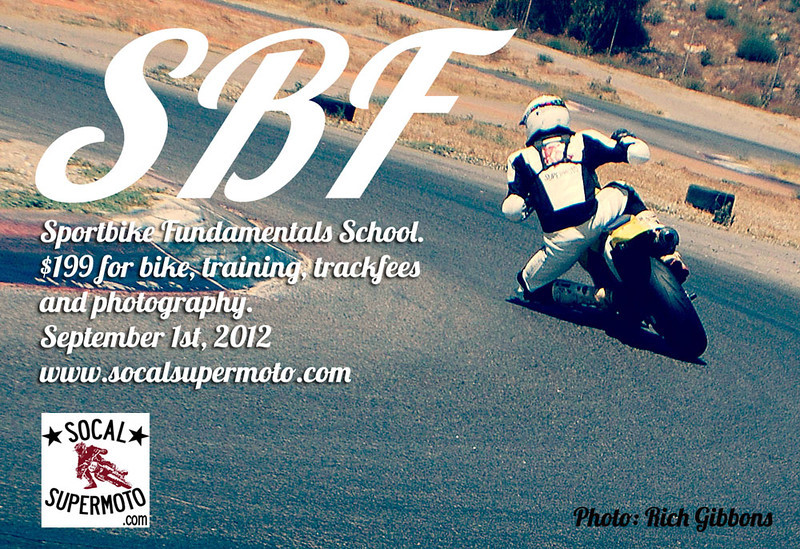 SBF
Sportbike Fundamentals School.
$199 for bike, training, trackfees
and photography.
September 1st, 2012
www.socalsupermoto.com
SOCAL
SUPERMOTO
.com
Photo: Rich Gibbons